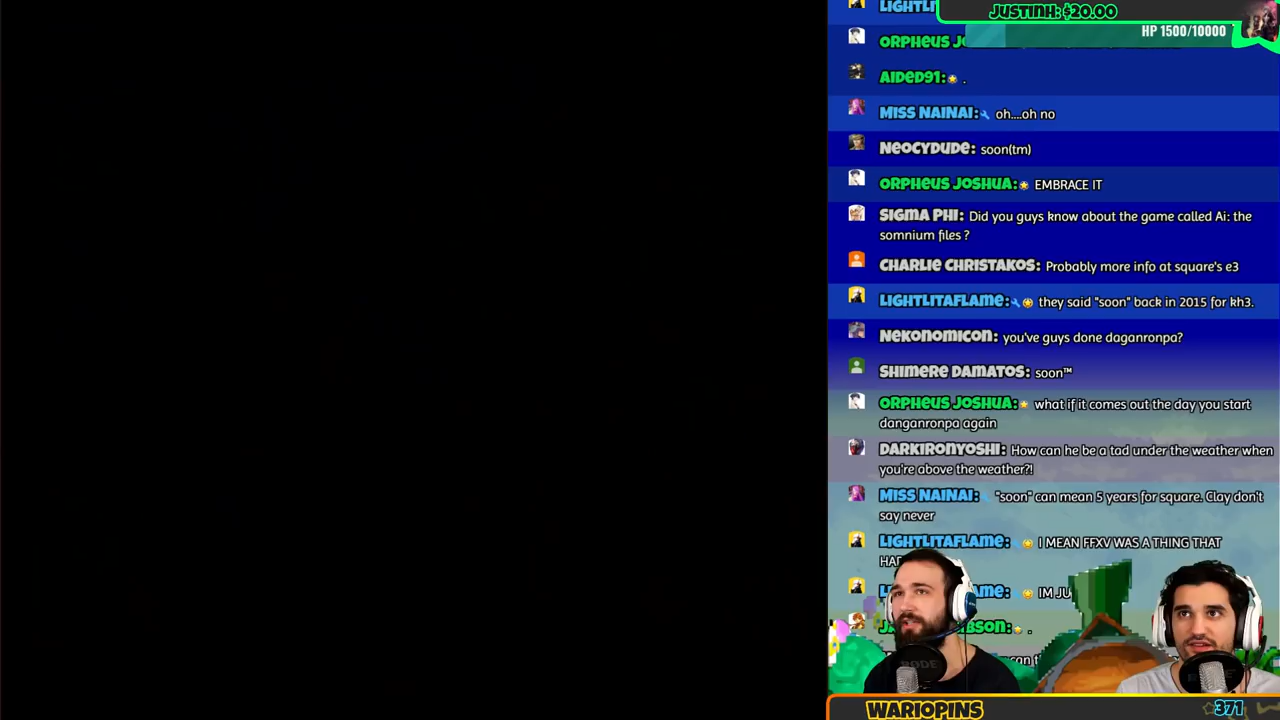 JUSTINH: $20.00
HP 1500/10000
ORPHEUS
AIDED91: .
MISS NAINAI: oh....oh no
NEOCYDUDE: soon(tm)
ORPHEUS JOSHUA: EMBRACE IT
SIGMA PHI: Did you guys know about the game called Ai: the
somnium files ?
CHARLIE CHRISTAKOS: Probably more info at square's e3
LIGHTLITAFLAME: they said "soon" back in 2015 for kh3.
NEKONOMICON: you've guys done daganronpa?
SHIMERE DAMATOS: soon™
ORPHEUS JOSHUA: what if it comes out the day you start
danganronpa again
DARKIRONYOSHI: How can he be a tad under the weather when
you're above the weather?!
MISS NAINAI: "soon" can mean 5 years for square. Clay don't
say never
LIGHTLITAFLAME: I MEAN FFXV WAS A THING THAT
IM
.
RODE
WARIOPINS
371